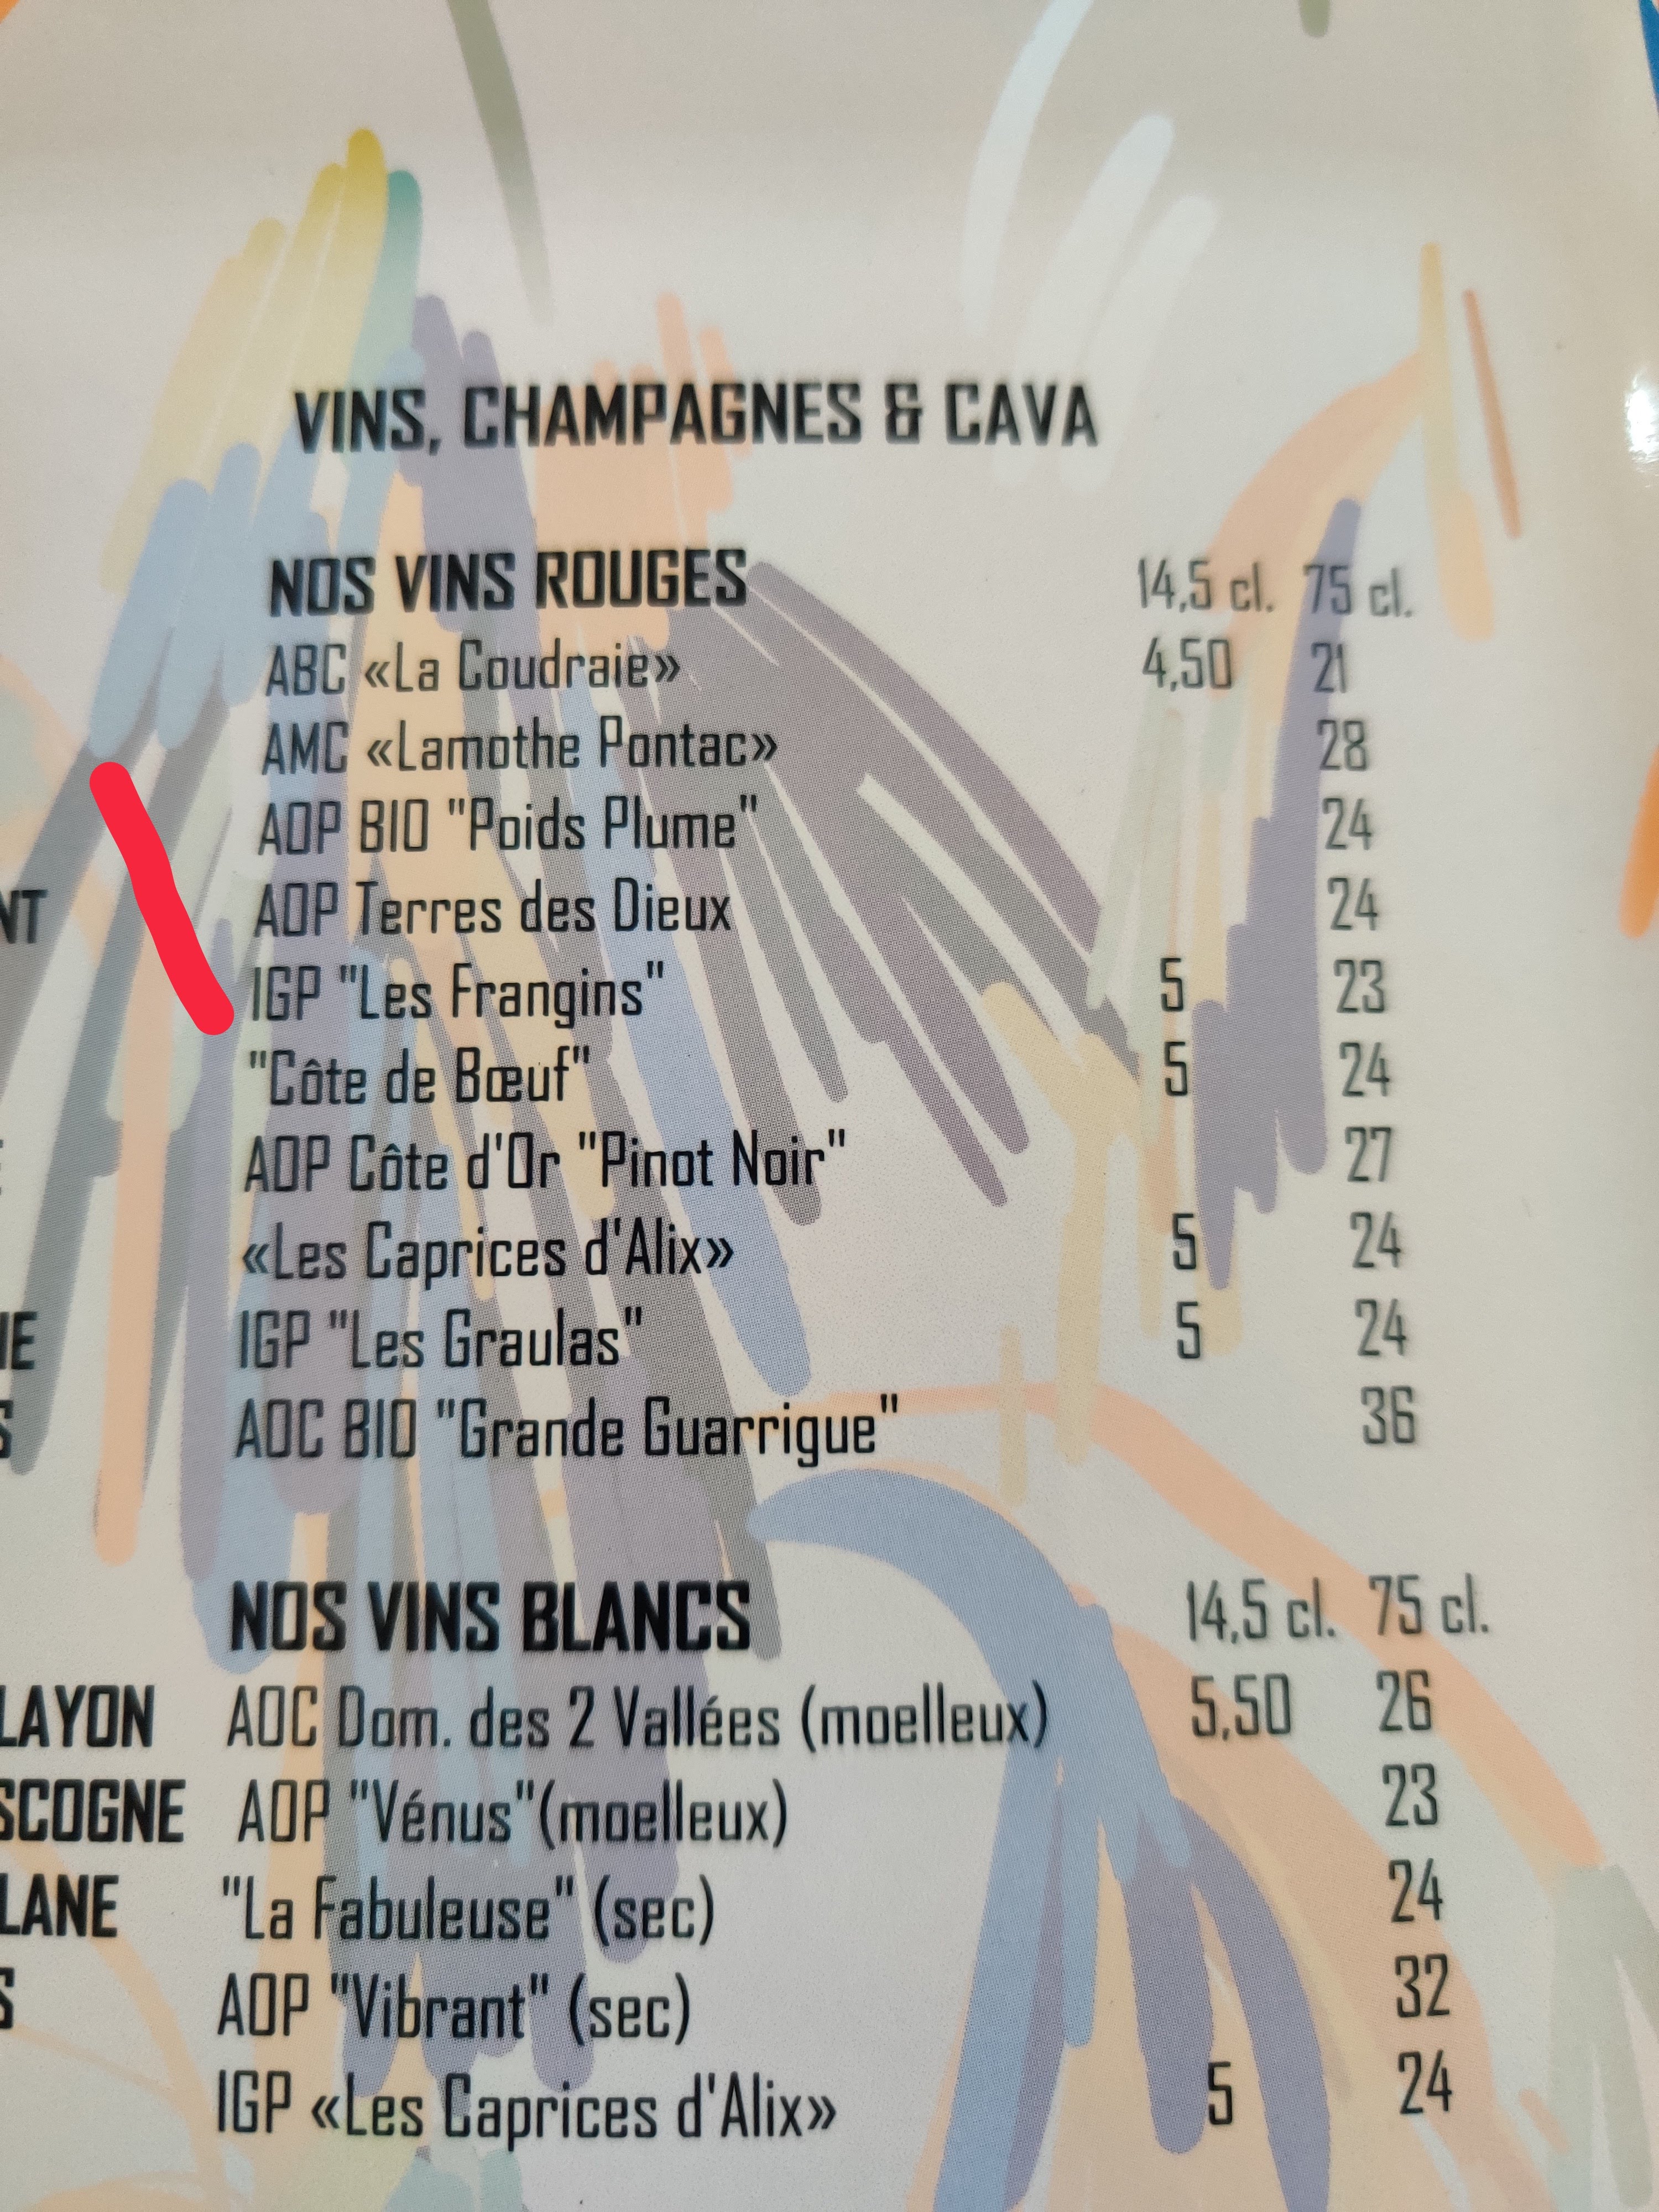 VINS, CHAMPAGNES & CAVA
NOS VINS ROUGES 14,5 cl. 75 cl.
ABC «La Coudraie» 4,50 21
AMC «Lamothe Pontac» 28
AOP BIO "Poids Plume" 24
NT AOP Terres des Dieux 24
IGP "Les Frangins" 5 23
"Côte de Bœuf" 5 24
AOP Côte d'Or "Pinot Noir" 27
«Les Caprices d'Alix» 5 24
NE IGP "Les Graulas" 5 24
S AOC BIO "Grande Guarrigue" 36
NOS VINS BLANCS 14,5 cl. 75 cl.
LAYON AOC Dom. des 2 Vallées (moelleux) 5,50 26
SCOGNE AOP "Vénus"(moelleux) 23
LANE "La Fabuleuse" (sec) 24
S AOP "Vibrant" (sec) 32
IGP «Les Caprices d'Alix» 5 24